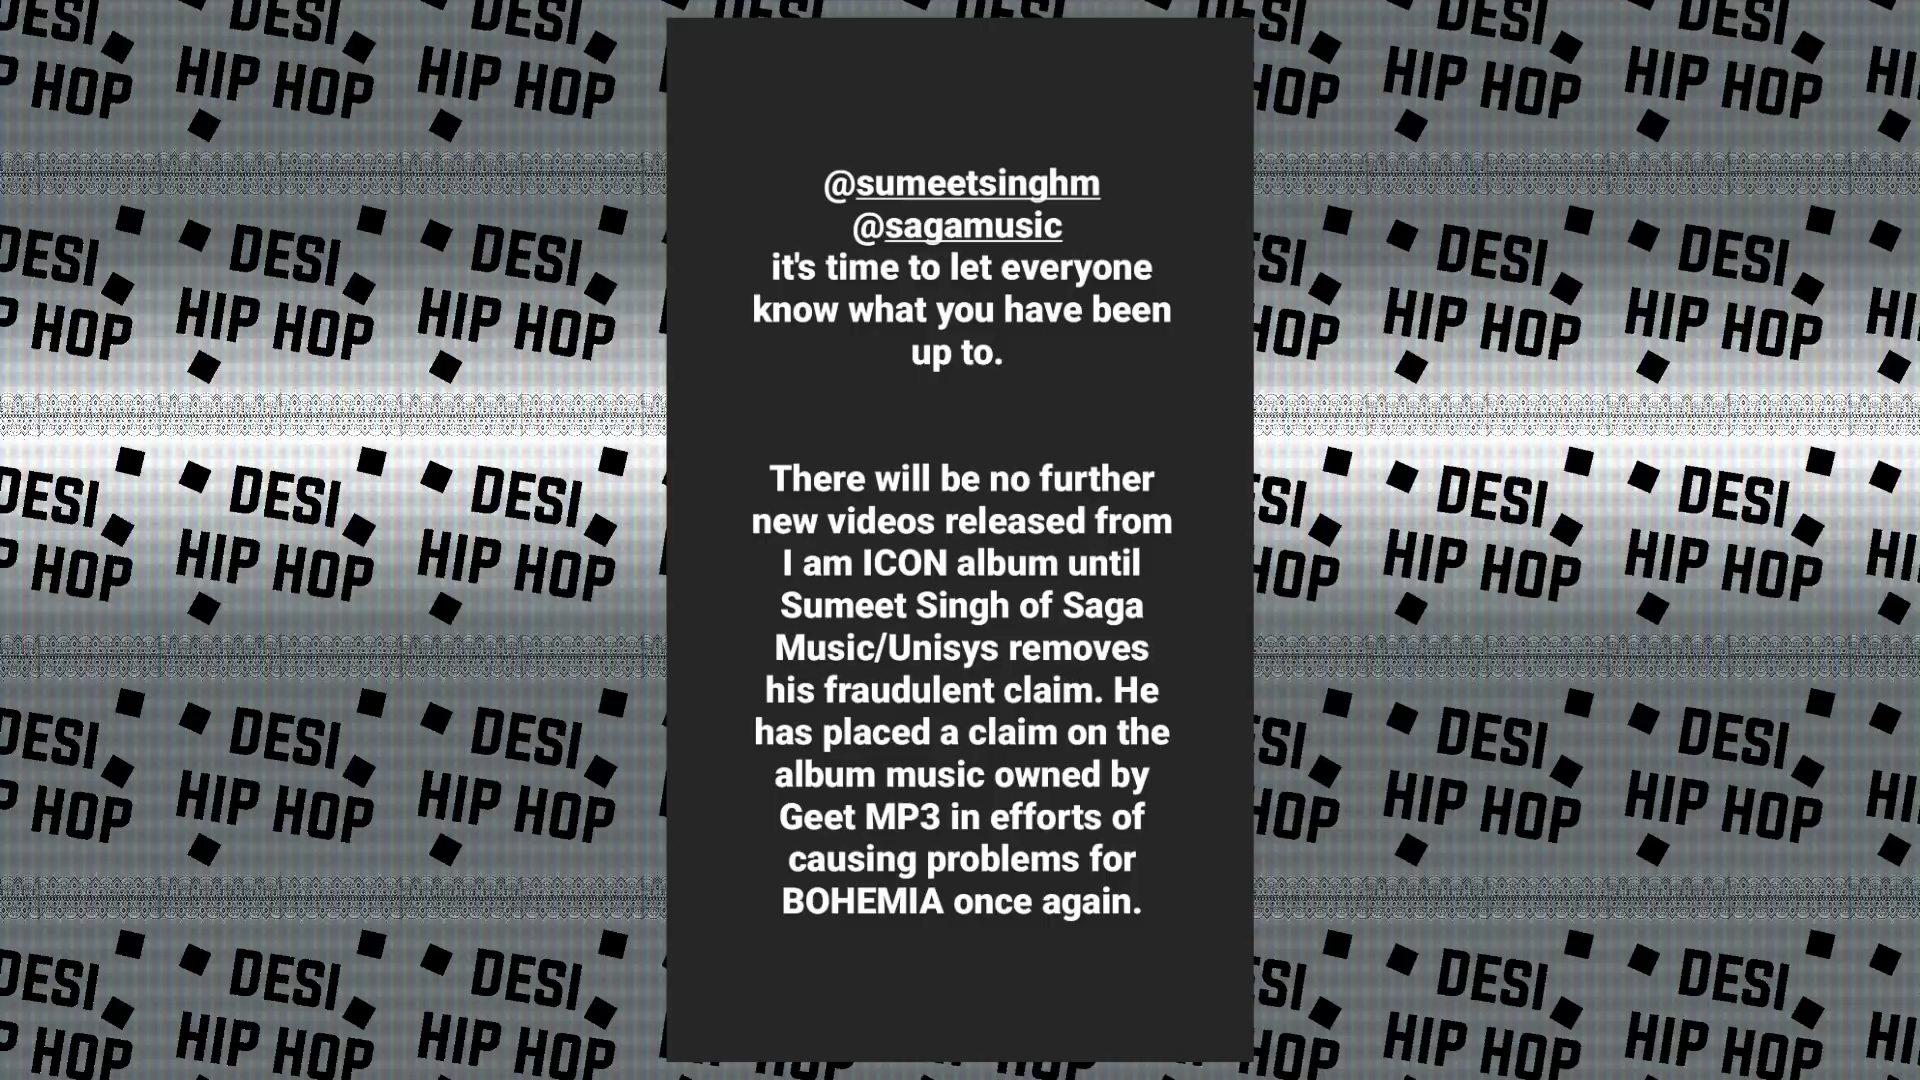 @sumeetsinghm
@sagamusic
it's time to let everyone
know what you have been
up to.
There will be no further
new videos released from
I am ICON album until
Sumeet Singh of Saga
Music/Unisys removes
his fraudulent claim. He
has placed a claim on the
album music owned by
Geet MP3 in efforts of
causing problems for
BOHEMIA once again.
DESI
HIP HOP